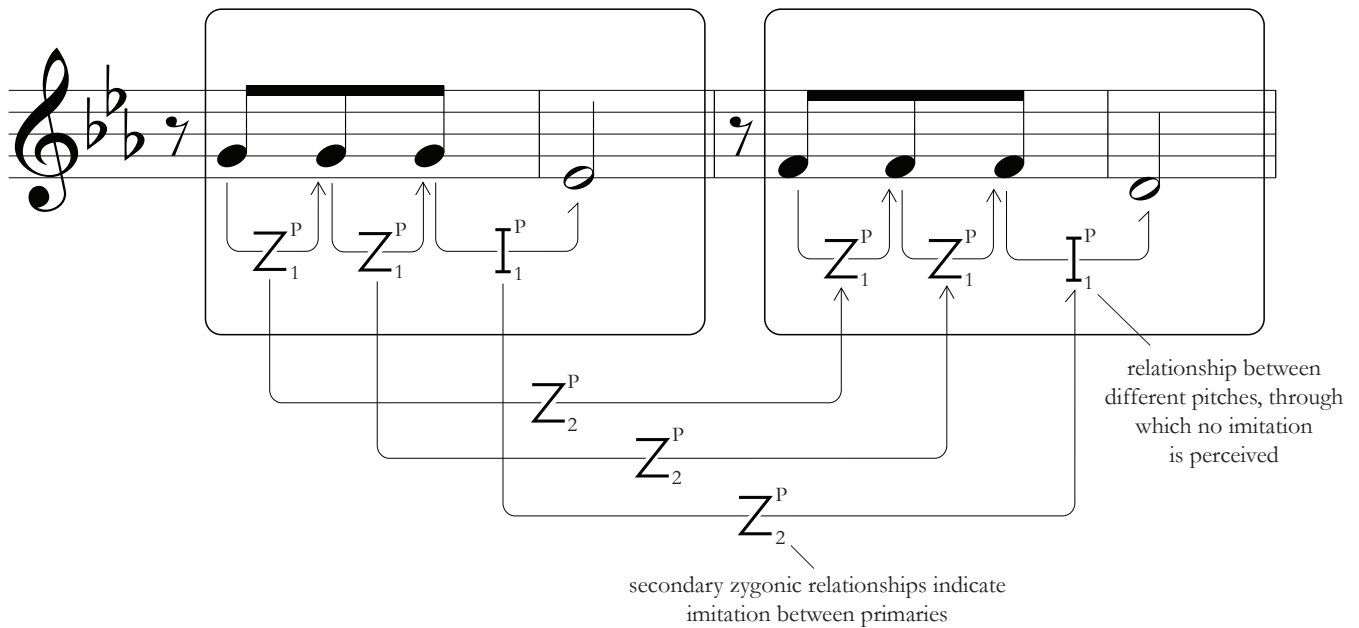 Z P 1 Z P 1 I P 1 Z P 1 Z P 1 I P 1
relationship between
different pitches, through
which no imitation
is perceived
Z P 2
Z P 2
Z P 2
secondary zygonic relationships indicate
imitation between primaries